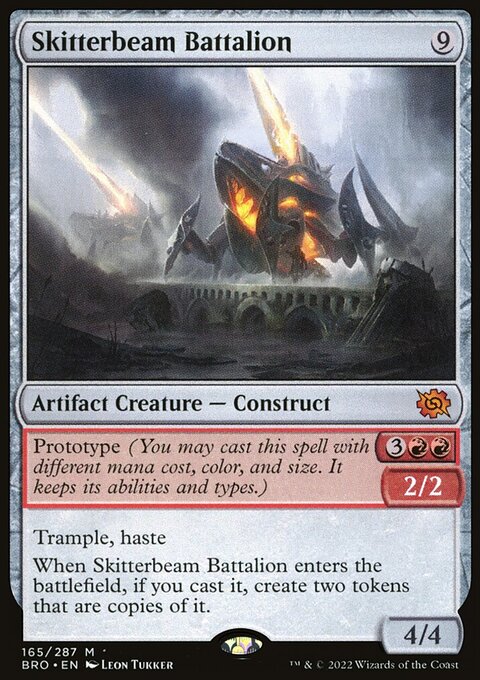 Skitterbeam Battalion 9
Artifact Creature — Construct
Prototype (You may cast this spell with 3
different mana cost, color, and size. It
keeps its abilities and types.) 2/2
Trample, haste
When Skitterbeam Battalion enters the
battlefield, if you cast it, create two tokens
that are copies of it.
4/4
165/287 M
BRO • EN Leon Tukker ™ & © 2022 Wizards of the Coast